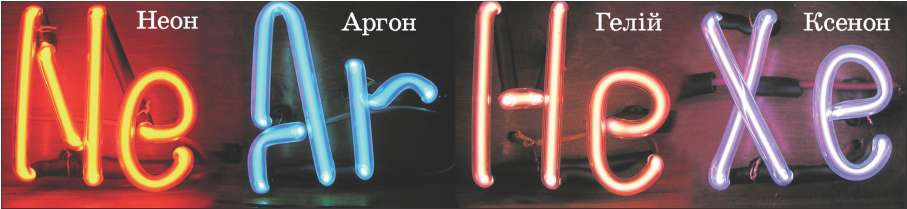 Неон
Аргон
Гелій
Ксенон
Ne
Ar
He
Xe